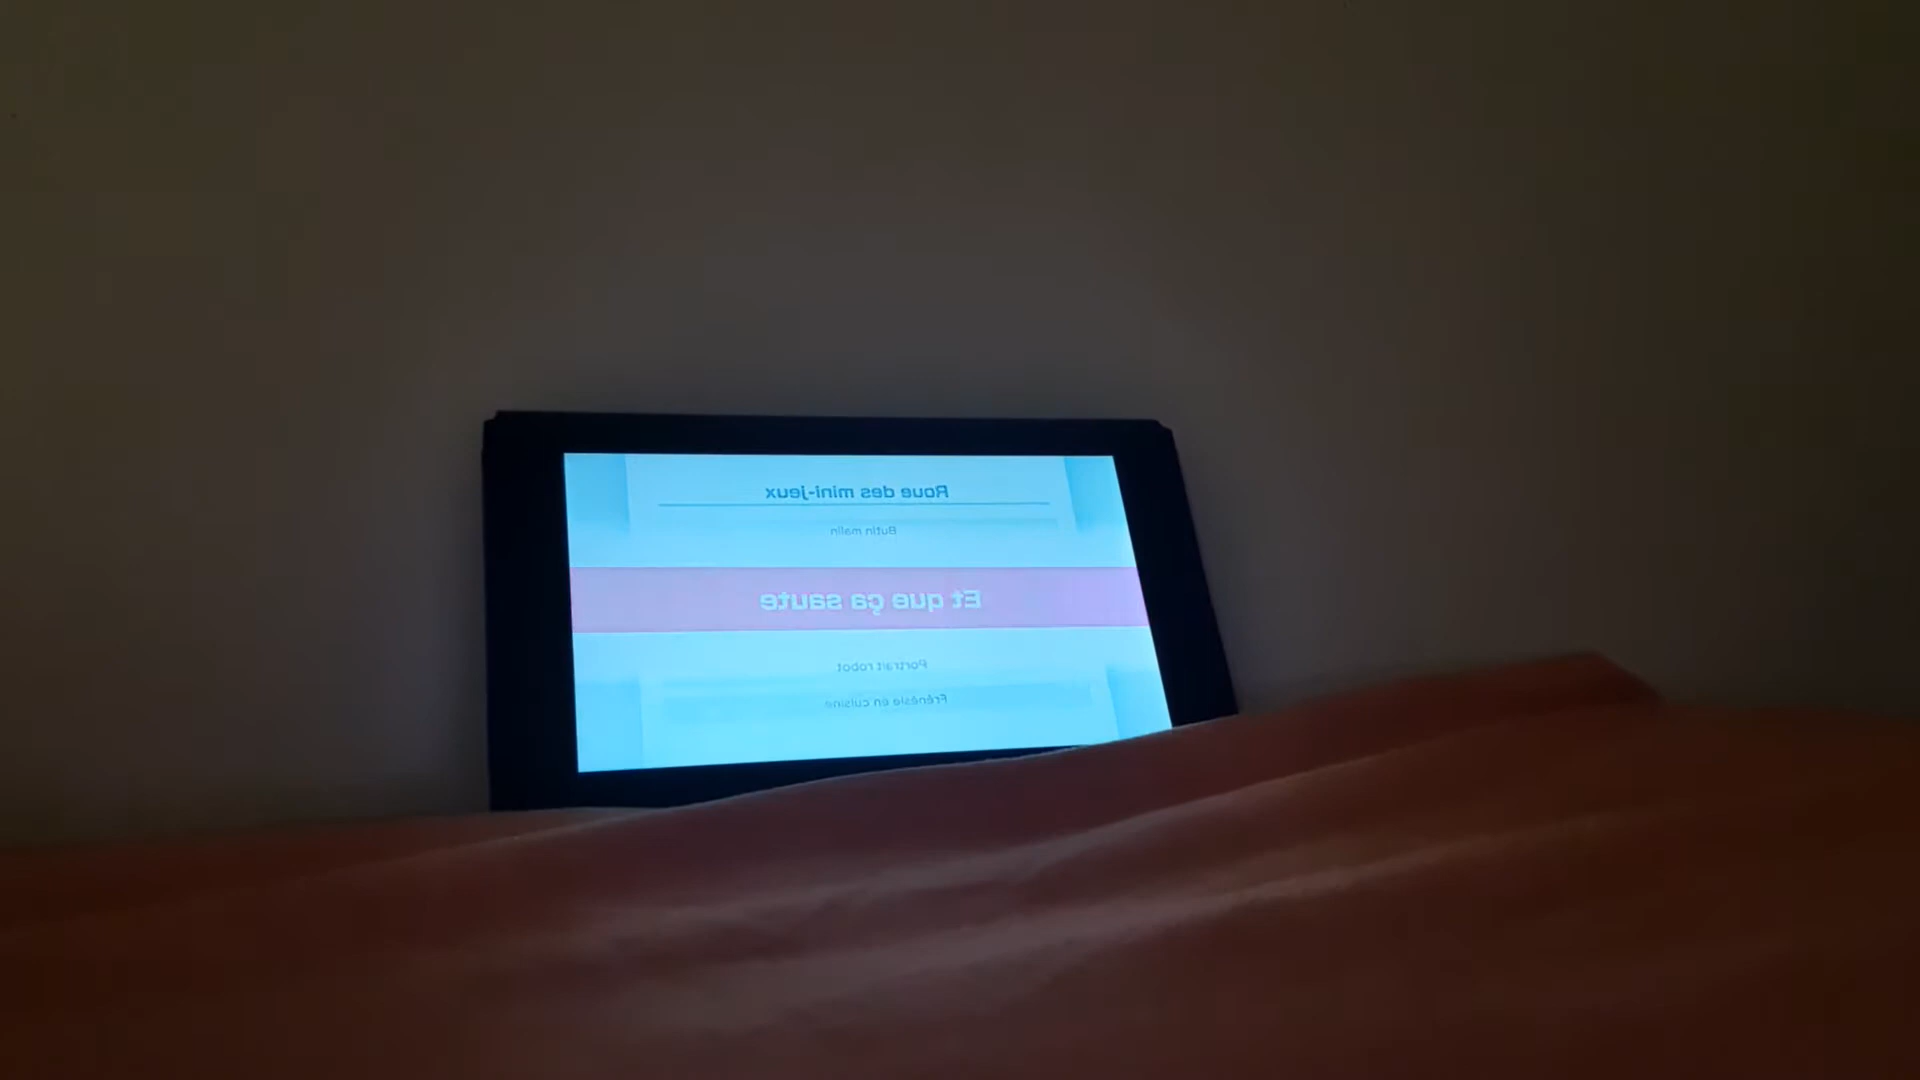 Roue des mini-jeux
Butin malin
Et que ça saute
Portrait robot
Frénésie en cuisine